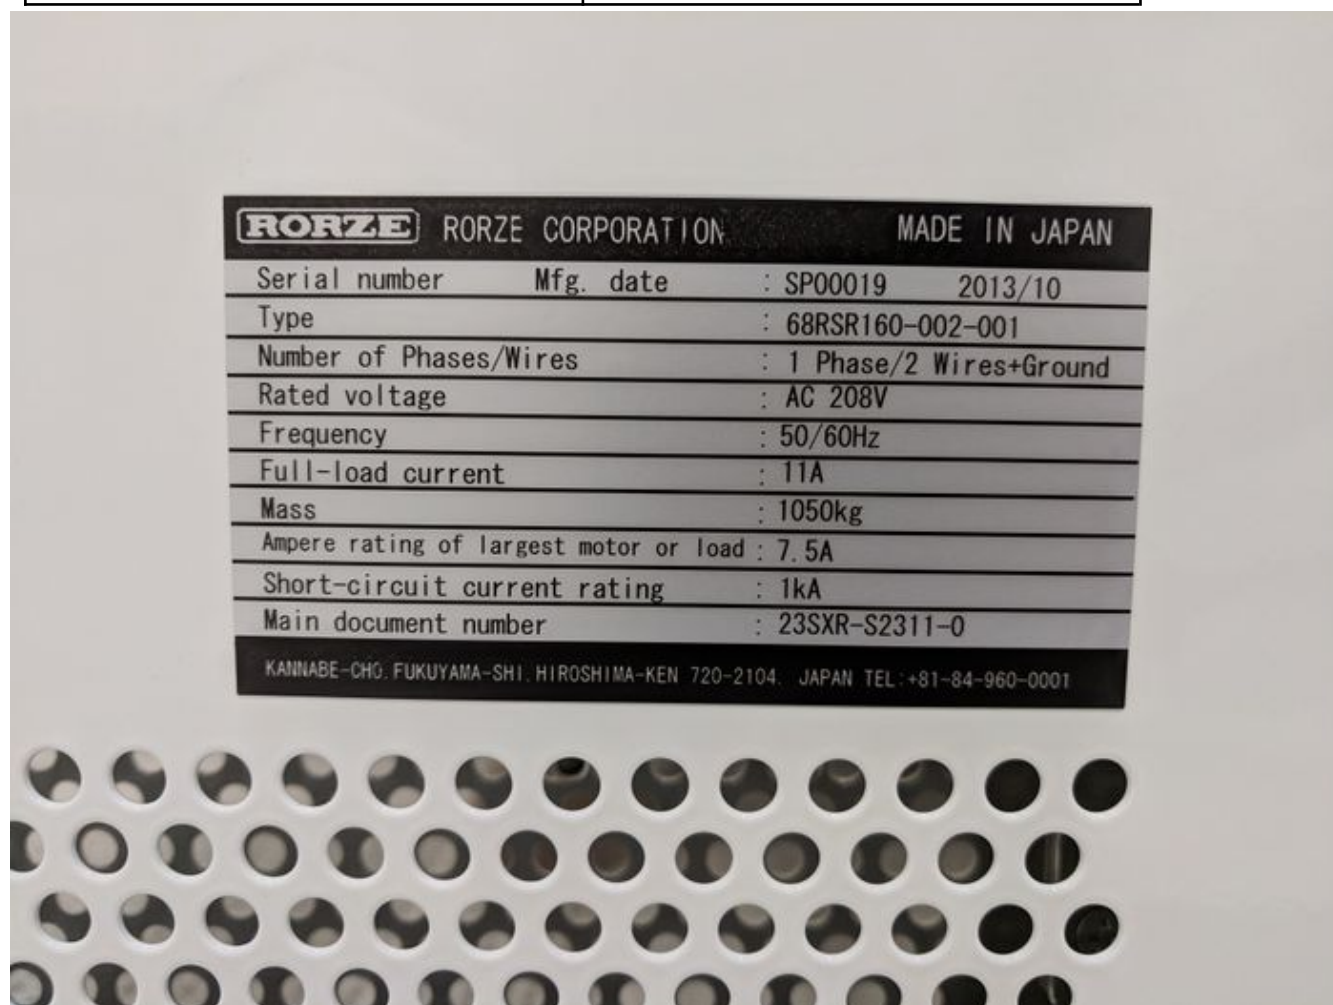 RORZE RORZE CORPORATION MADE IN JAPAN
Serial number Mfg. date : SP00019 2013/10
Type : 68RSR160-002-001
Number of Phases/Wires : 1 Phase/2 Wires+Ground
Rated voltage : AC 208V
Frequency : 50/60Hz
Full-load current : 11A
Mass : 1050kg
Ampere rating of largest motor or load : 7.5A
Short-circuit current rating : 1kA
Main document number : 23SXR-S2311-0
KANNABE-CHO.FUKUYAMA-SHI.HIROSHIMA-KEN 720-2104. JAPAN TEL:+81-84-960-0001